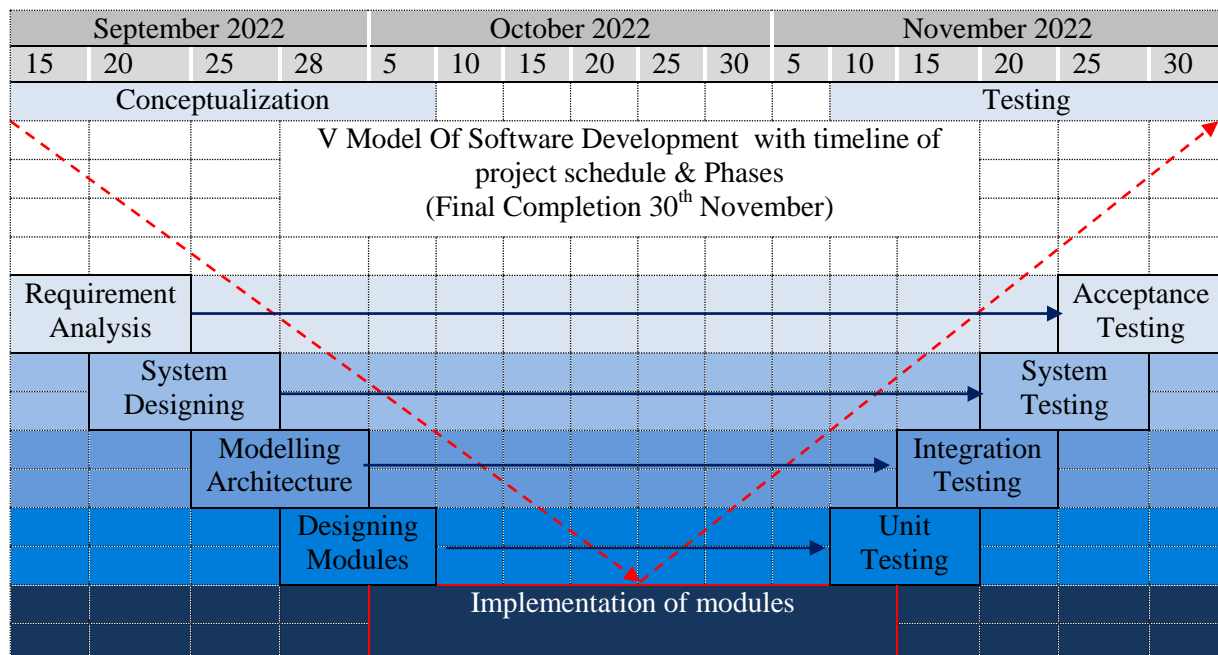 September 2022 October 2022 November 2022
15 20 25 28 5 10 15 20 25 30 5 10 15 20 25 30
Conceptualization Testing
V Model Of Software Development with timeline of
project schedule & Phases
(Final Completion 30th November)
Requirement
Analysis
Acceptance
Testing
System
Designing
System
Testing
Modelling
Architecture
Integration
Testing
Designing
Modules
Unit
Testing
Implementation of modules